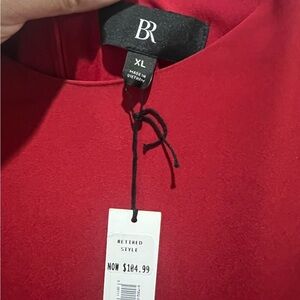 BR
XL
MADE IN
VIETNAM
RETIRED
STYLE
NOW $104.99